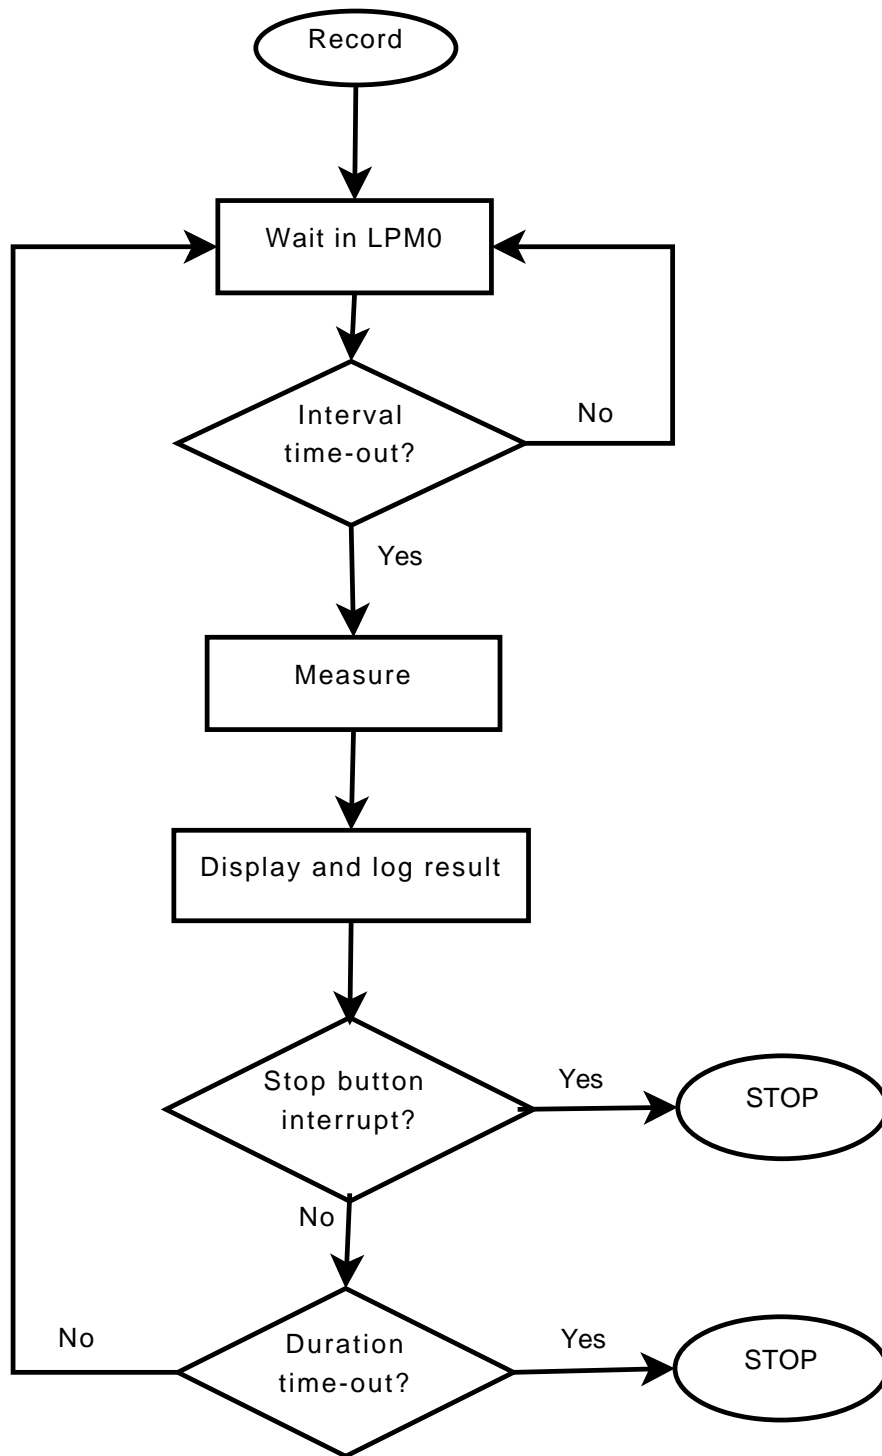 Record
Wait in LPM0
Interval
time-out?
No
Yes
Measure
Display and log result
Stop button
interrupt?
Yes
STOP
No
Duration
time-out?
No
Yes
STOP